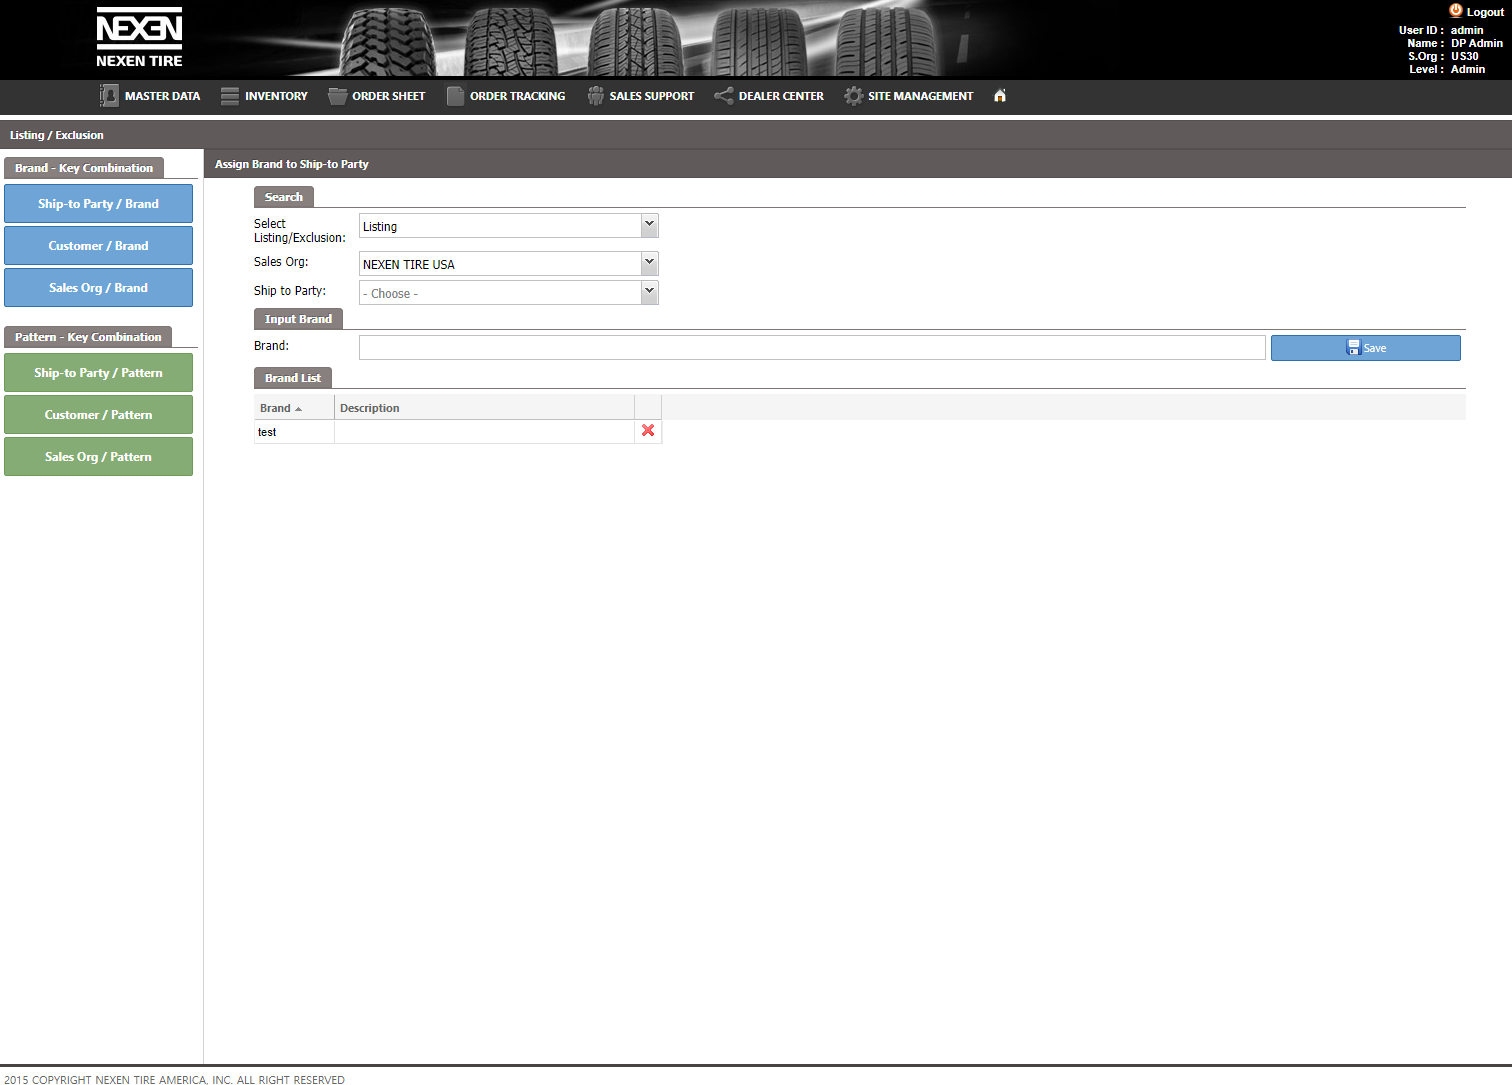 NEXEN
NEXEN TIRE
Logout
User ID : admin
Name : DP Admin
S.Org : US30
Level : Admin
MASTER DATA INVENTORY ORDER SHEET ORDER TRACKING SALES SUPPORT DEALER CENTER SITE MANAGEMENT
Listing / Exclusion
Brand - Key Combination
Ship-to Party / Brand
Customer / Brand
Sales Org / Brand
Pattern - Key Combination
Ship-to Party / Pattern
Customer / Pattern
Sales Org / Pattern
Assign Brand to Ship-to Party
Search
Select
Listing/Exclusion: Listing
Sales Org: NEXEN TIRE USA
Ship to Party: - Choose -
Input Brand
Brand: Save
Brand List
Brand Description
test
2015 COPYRIGHT NEXEN TIRE AMERICA, INC. ALL RIGHT RESERVED